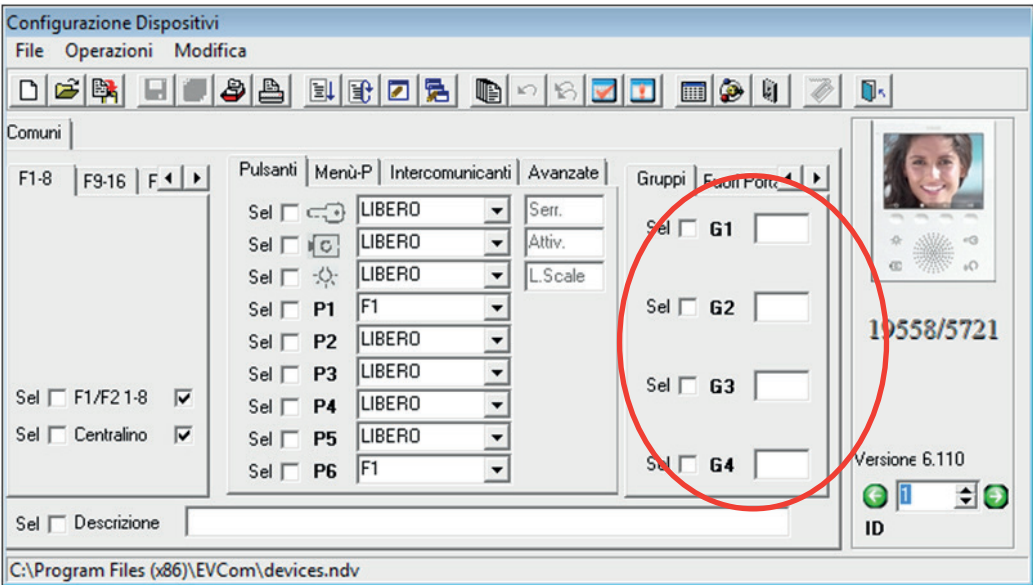 Configurazione Dispositivi
File Operazioni Modifica
Comuni
F1-8 F9-16 F
Pulsanti Menù-P Intercomunicanti Avanzate
Gruppi Fuori Porta
Sel LIBERO Serr.
Sel LIBERO Attiv.
Sel LIBERO L.Scale
Sel P1 F1
Sel P2 LIBERO
Sel P3 LIBERO
Sel P4 LIBERO
Sel P5 LIBERO
Sel P6 F1
Sel F1/F2 1-8
Sel Centralino
Sel G1
Sel G2
Sel G3
Sel G4
19558/5721
Versione 6.110
1
ID
Sel Descrizione
C:\Program Files (x86)\EVCom\devices.ndv